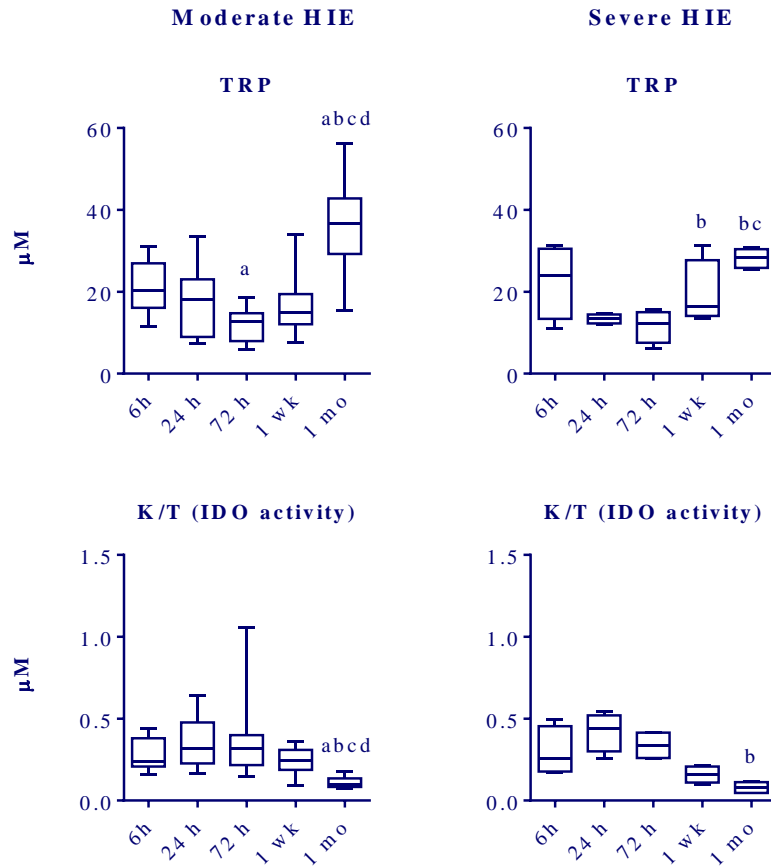 Moderate HIE
Severe HIE
TRP
TRP
μM
60
40
20
0
a
abcd
6h
24 h
72 h
1 wk
1 mo
60
40
20
0
b
bc
6h
24 h
72 h
1 wk
1 mo
K/T (IDO activity)
K/T (IDO activity)
μM
1.5
1.0
0.5
0.0
abcd
6h
24 h
72 h
1 wk
1 mo
1.5
1.0
0.5
0.0
b
6h
24 h
72 h
1 wk
1 mo